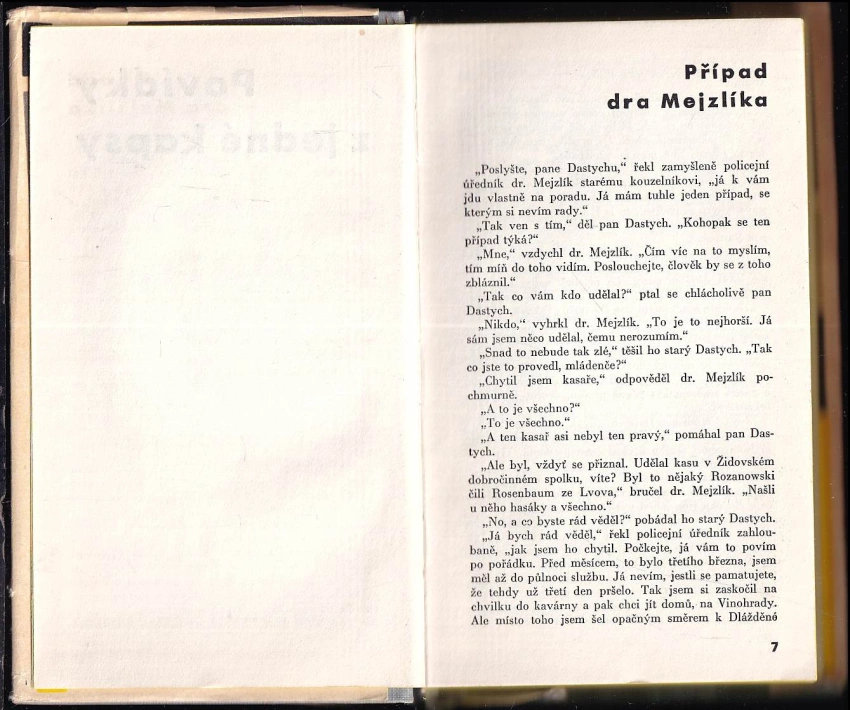 Povídky
z jedné kapsy
Případ
dra Mejzlíka
„Poslyšte, pane Dastychu,“ řekl zamyšleně policejní
úředník dr. Mejzlík starému kouzelníkovi, „já k vám
jdu vlastně na poradu. Já mám tuhle jeden případ, se
kterým si nevím rady.“
„Tak ven s tím,“ děl pan Dastych. „Kohopak se ten
případ týká?“
„Mne,“ vzdychl dr. Mejzlík. „Čím víc na to myslím,
tím míň do toho vidím. Poslouchejte, člověk by se z toho
zbláznil.“
„Tak co vám kdo udělal?“ ptal se chlácholivě pan
Dastych.
„Nikdo,“ vyhrkl dr. Mejzlík. „To je to nejhorší. Já
sám jsem něco udělal, čemu nerozumím.“
„Snad to nebude tak zlé,“ těšil ho starý Dastych. „Tak
co jste to provedl, mládenče?“
„Chytil jsem kasaře,“ odpověděl dr. Mejzlík po-
chmurně.
„A to je všechno?“
„To je všechno.“
„A ten kasař asi nebyl ten pravý,“ pomáhal pan Das-
tych.
„Ale byl, vždyť se přiznal. Udělal kasu v Židovském
dobročinném spolku, víte? Byl to nějaký Rozanowski
čili Rosenbaum ze Lvova,“ bručel dr. Mejzlík. „Našli
u něho hasáky a všechno.“
„No, a co byste rád věděl?“ pobádal ho starý Dastych.
„Já bych rád věděl,“ řekl policejní úředník zahlou-
baně, „jak jsem ho chytil. Počkejte, já vám to povím
po pořádku. Před měsícem, to bylo třetího března, jsem
měl až do půlnoci službu. Já nevím, jestli se pamatujete,
že tehdy už třetí den pršelo. Tak jsem si zaskočil na
chvilku do kavárny a pak chci jít domů, na Vinohrady.
Ale místo toho jsem šel opačným směrem k Dlážděné
7